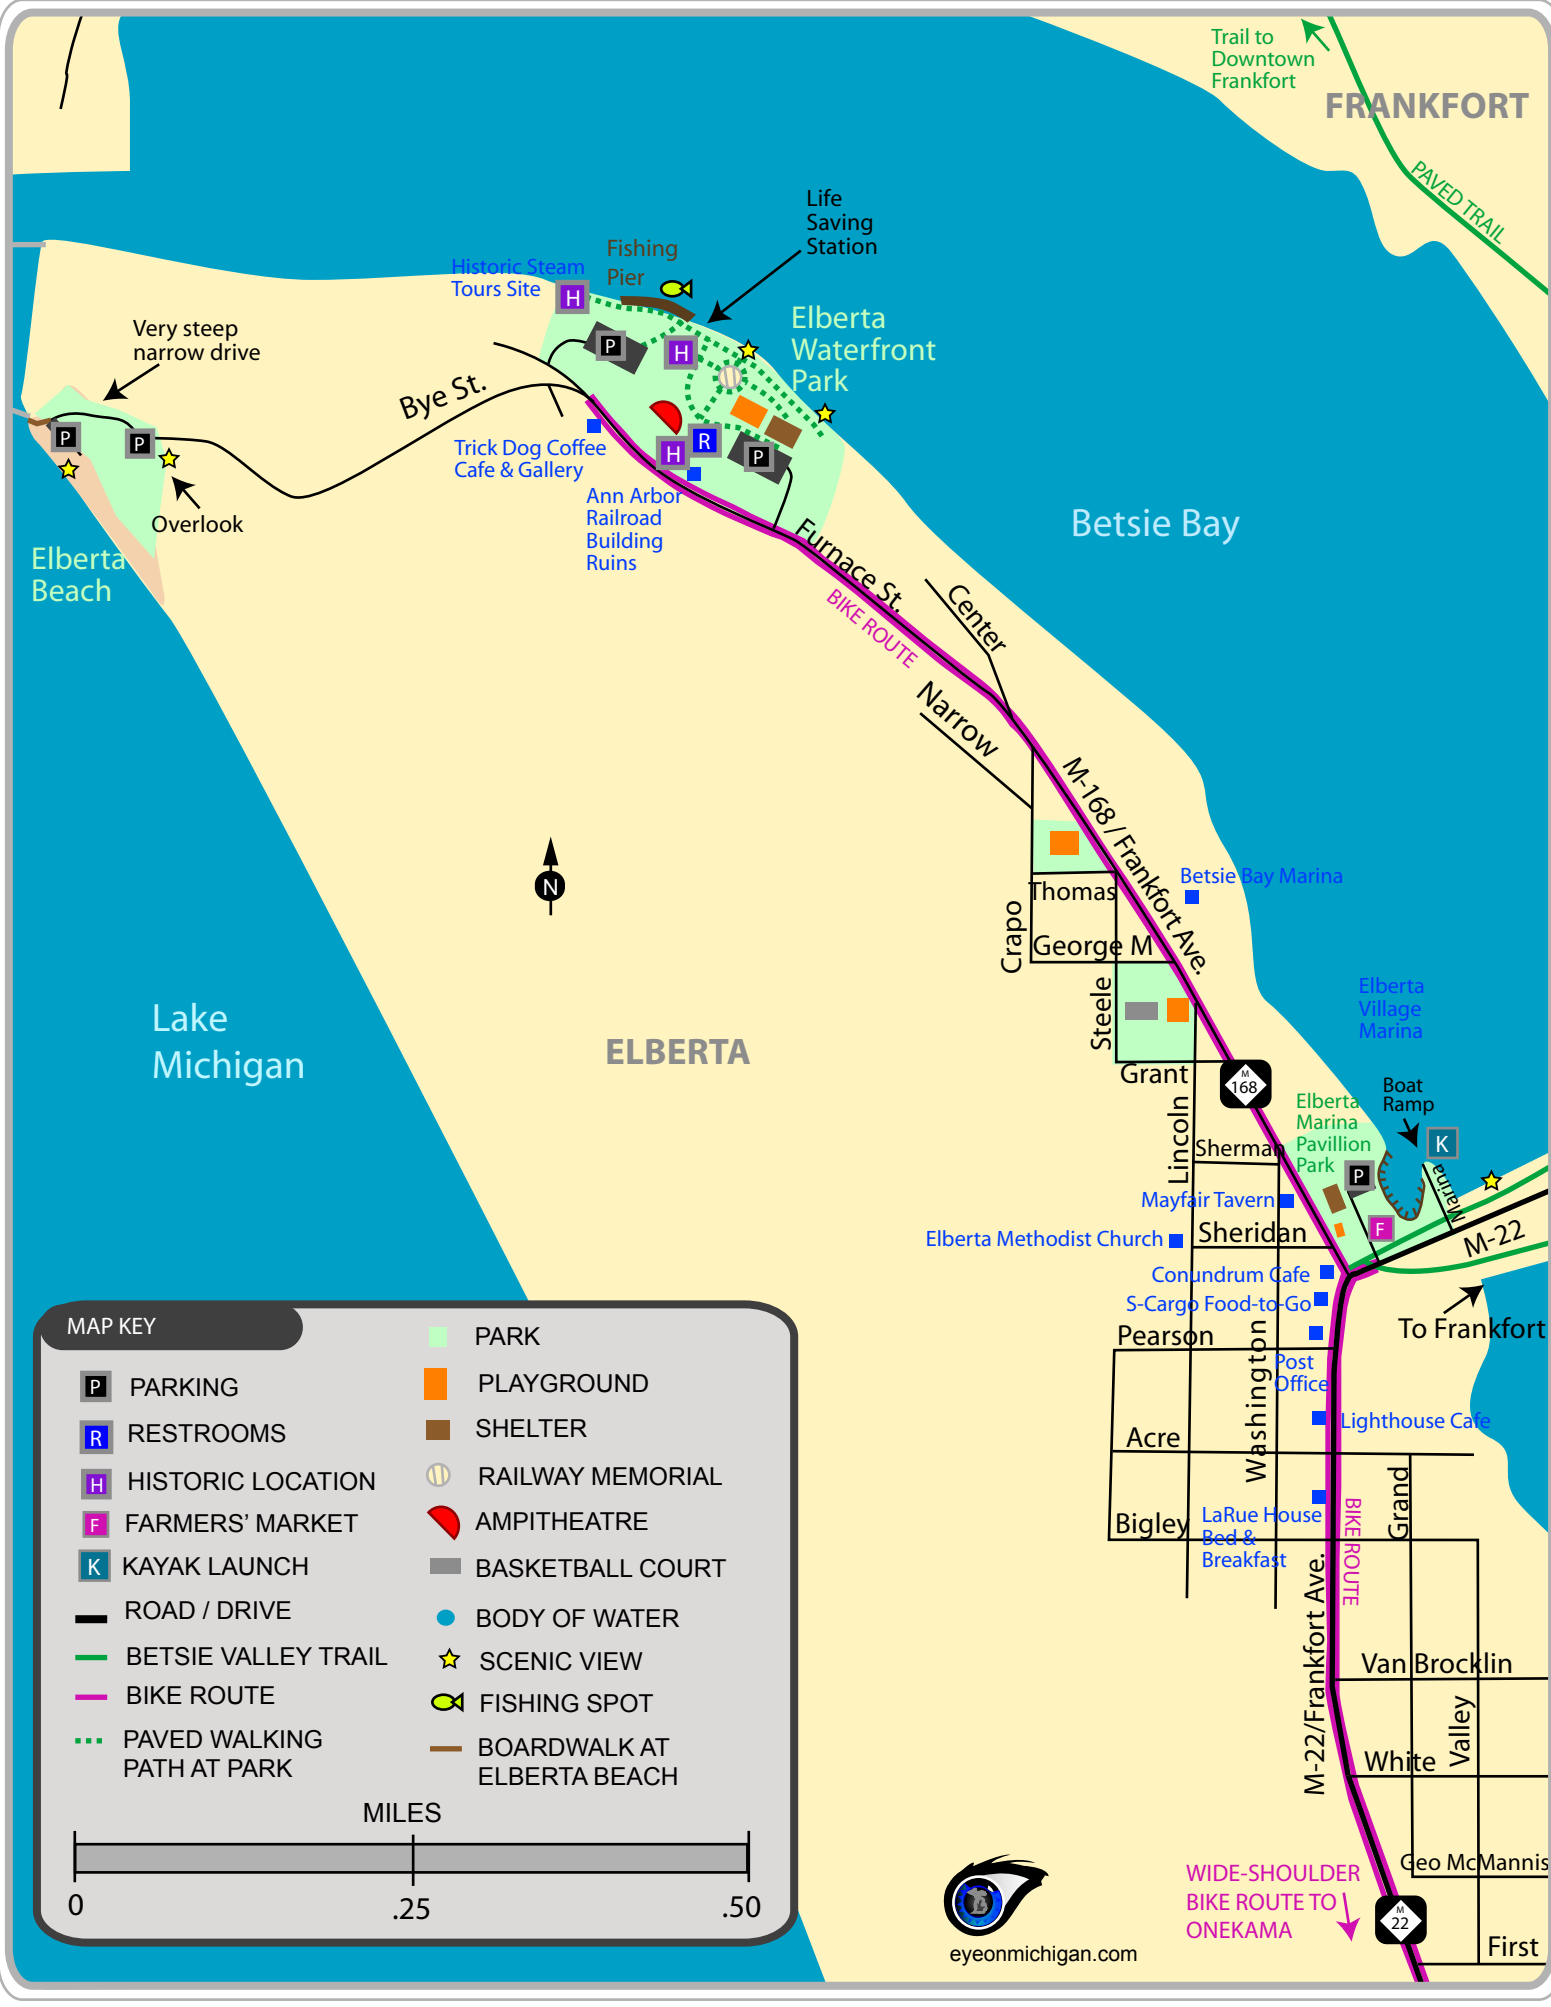 Trail to
Downtown
Frankfort
FRANKFORT
PAVED TRAIL
Life
Saving
Station
Fishing
Pier
Historic Steam
Tours Site
H
Elberta
Waterfront
Park
Very steep
narrow drive
P
H
Bye St.
P
P
Trick Dog Coffee
Cafe & Gallery
R
H
P
Ann Arbor
Railroad
Building
Ruins
Overlook
Elberta
Beach
Betsie Bay
Furnace St.
BIKE ROUTE
Center
Narrow
M-168 / Frankfort Ave.
N
Betsie Bay Marina
Thomas
Crapo
George M
Steele
Elberta
Village
Marina
Lake
Michigan
ELBERTA
Grant
M
168
Boat
Ramp
Elberta
Marina
Pavillion
Park
K
P
Lincoln
Sherman
Marina
F
Mayfair Tavern
Sheridan
Elberta Methodist Church
M-22
Conundrum Cafe
S-Cargo Food-to-Go
To Frankfort
Pearson
Washington
Post
Office
Lighthouse Cafe
Acre
Grand
Bigley
LaRue House
Bed &
Breakfast
BIKE ROUTE
M-22/Frankfort Ave.
Van Brocklin
Valley
White
Geo McMannis
WIDE-SHOULDER
BIKE ROUTE TO
ONEKAMA
M
22
First
eyeonmichigan.com
MAP KEY
P PARKING
R RESTROOMS
H HISTORIC LOCATION
F FARMERS' MARKET
K KAYAK LAUNCH
ROAD / DRIVE
BETSIE VALLEY TRAIL
BIKE ROUTE
PAVED WALKING
PATH AT PARK
PARK
PLAYGROUND
SHELTER
RAILWAY MEMORIAL
AMPITHEATRE
BASKETBALL COURT
BODY OF WATER
SCENIC VIEW
FISHING SPOT
BOARDWALK AT
ELBERTA BEACH
MILES
0
.25
.50